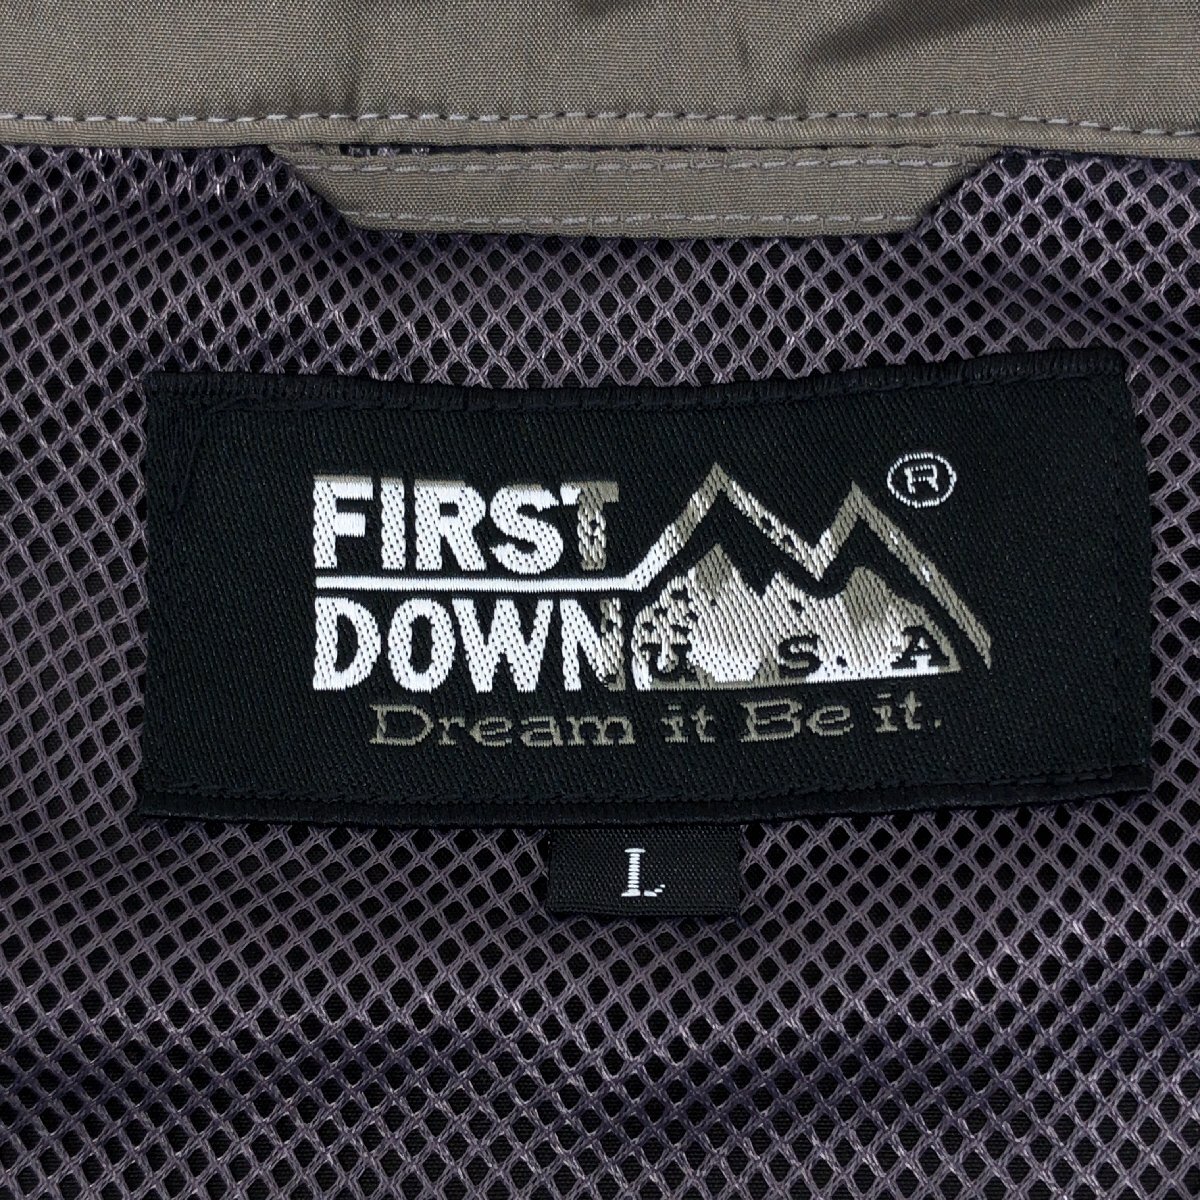 FIRST
DOWN
U.S.A
®
Dream it Be it.
L